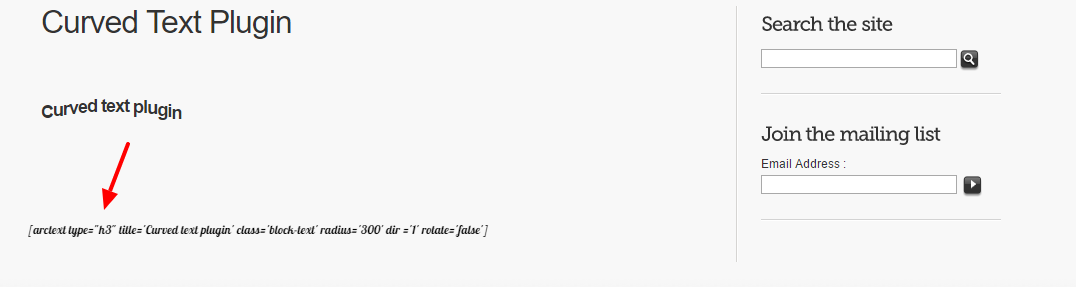 Curved Text Plugin
Curved text plugin
[arctext type="h3" title='Curved text plugin' class='block-text' radius='300' dir ='1' rotate='false']
Search the site
Join the mailing list
Email Address :